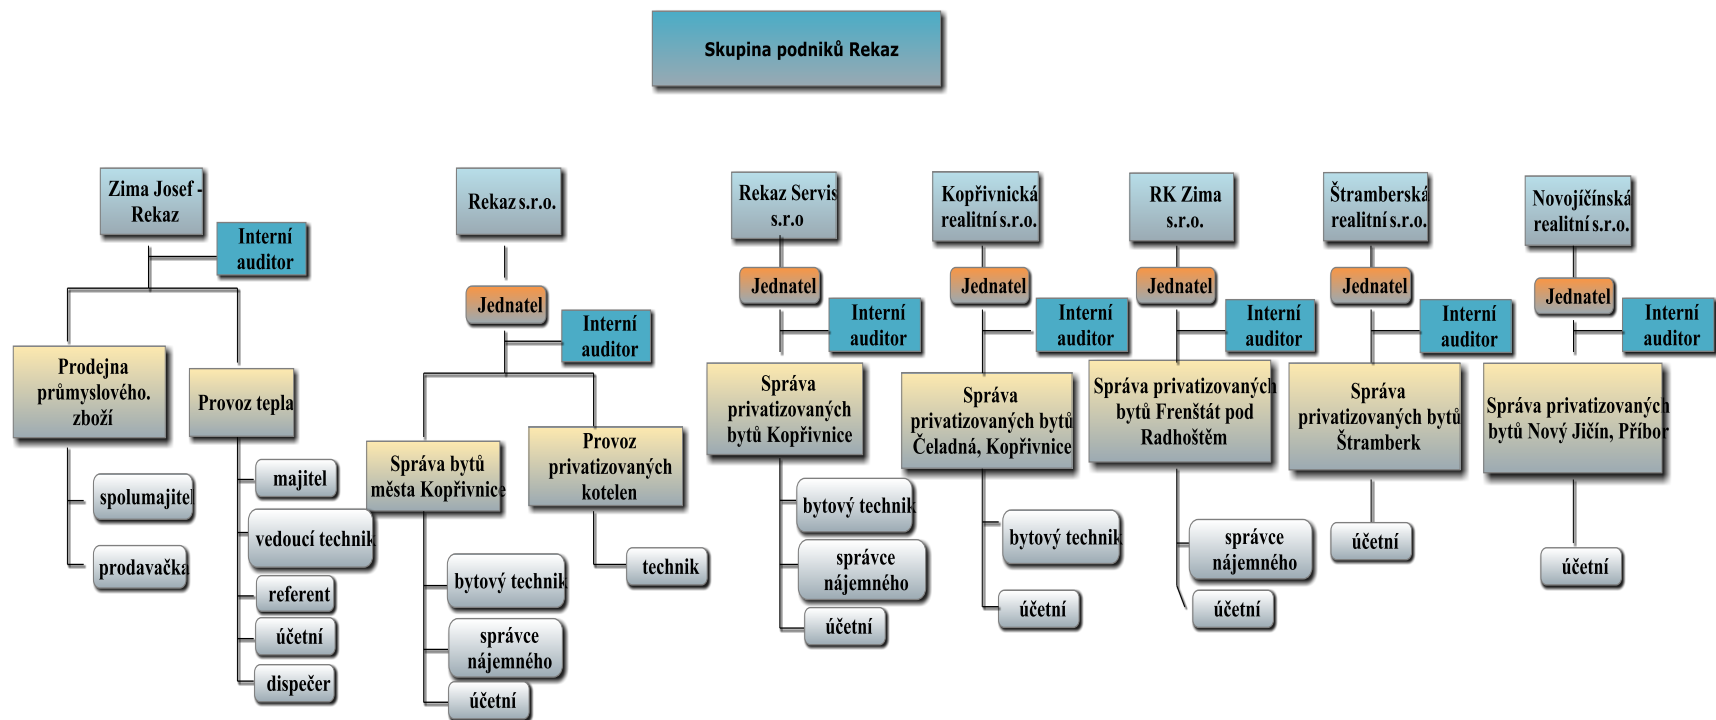 Skupina podniků Rekaz
Zima Josef -
Rekaz
Interní
auditor
Prodejna
průmyslového.
zboží
spolumajitel
prodavačka
Provoz tepla
majitel
vedoucí technik
referent
účetní
dispečer
Rekaz s.r.o.
Jednatel
Interní
auditor
Správa bytů
města Kopřivnice
bytový technik
správce
nájemného
účetní
Provoz
privatizovaných
kotelen
technik
Rekaz Servis
s.r.o
Jednatel
Interní
auditor
Správa
privatizovaných
bytů Kopřivnice
bytový technik
správce
nájemného
účetní
Kopřivnická
realitní s.r.o.
Jednatel
Interní
auditor
Správa
privatizovaných bytů
Čeladná, Kopřivnice
bytový technik
účetní
RK Zima
s.r.o.
Jednatel
Interní
auditor
Správa privatizovaných
bytů Frenštát pod
Radhoštěm
správce
nájemného
účetní
Štramberská
realitní s.r.o.
Jednatel
Interní
auditor
Správa
privatizovaných bytů
Štramberk
účetní
Novojíčínská
realitní s.r.o.
Jednatel
Interní
auditor
Správa privatizovaných
bytů Nový Jičín, Příbor
účetní